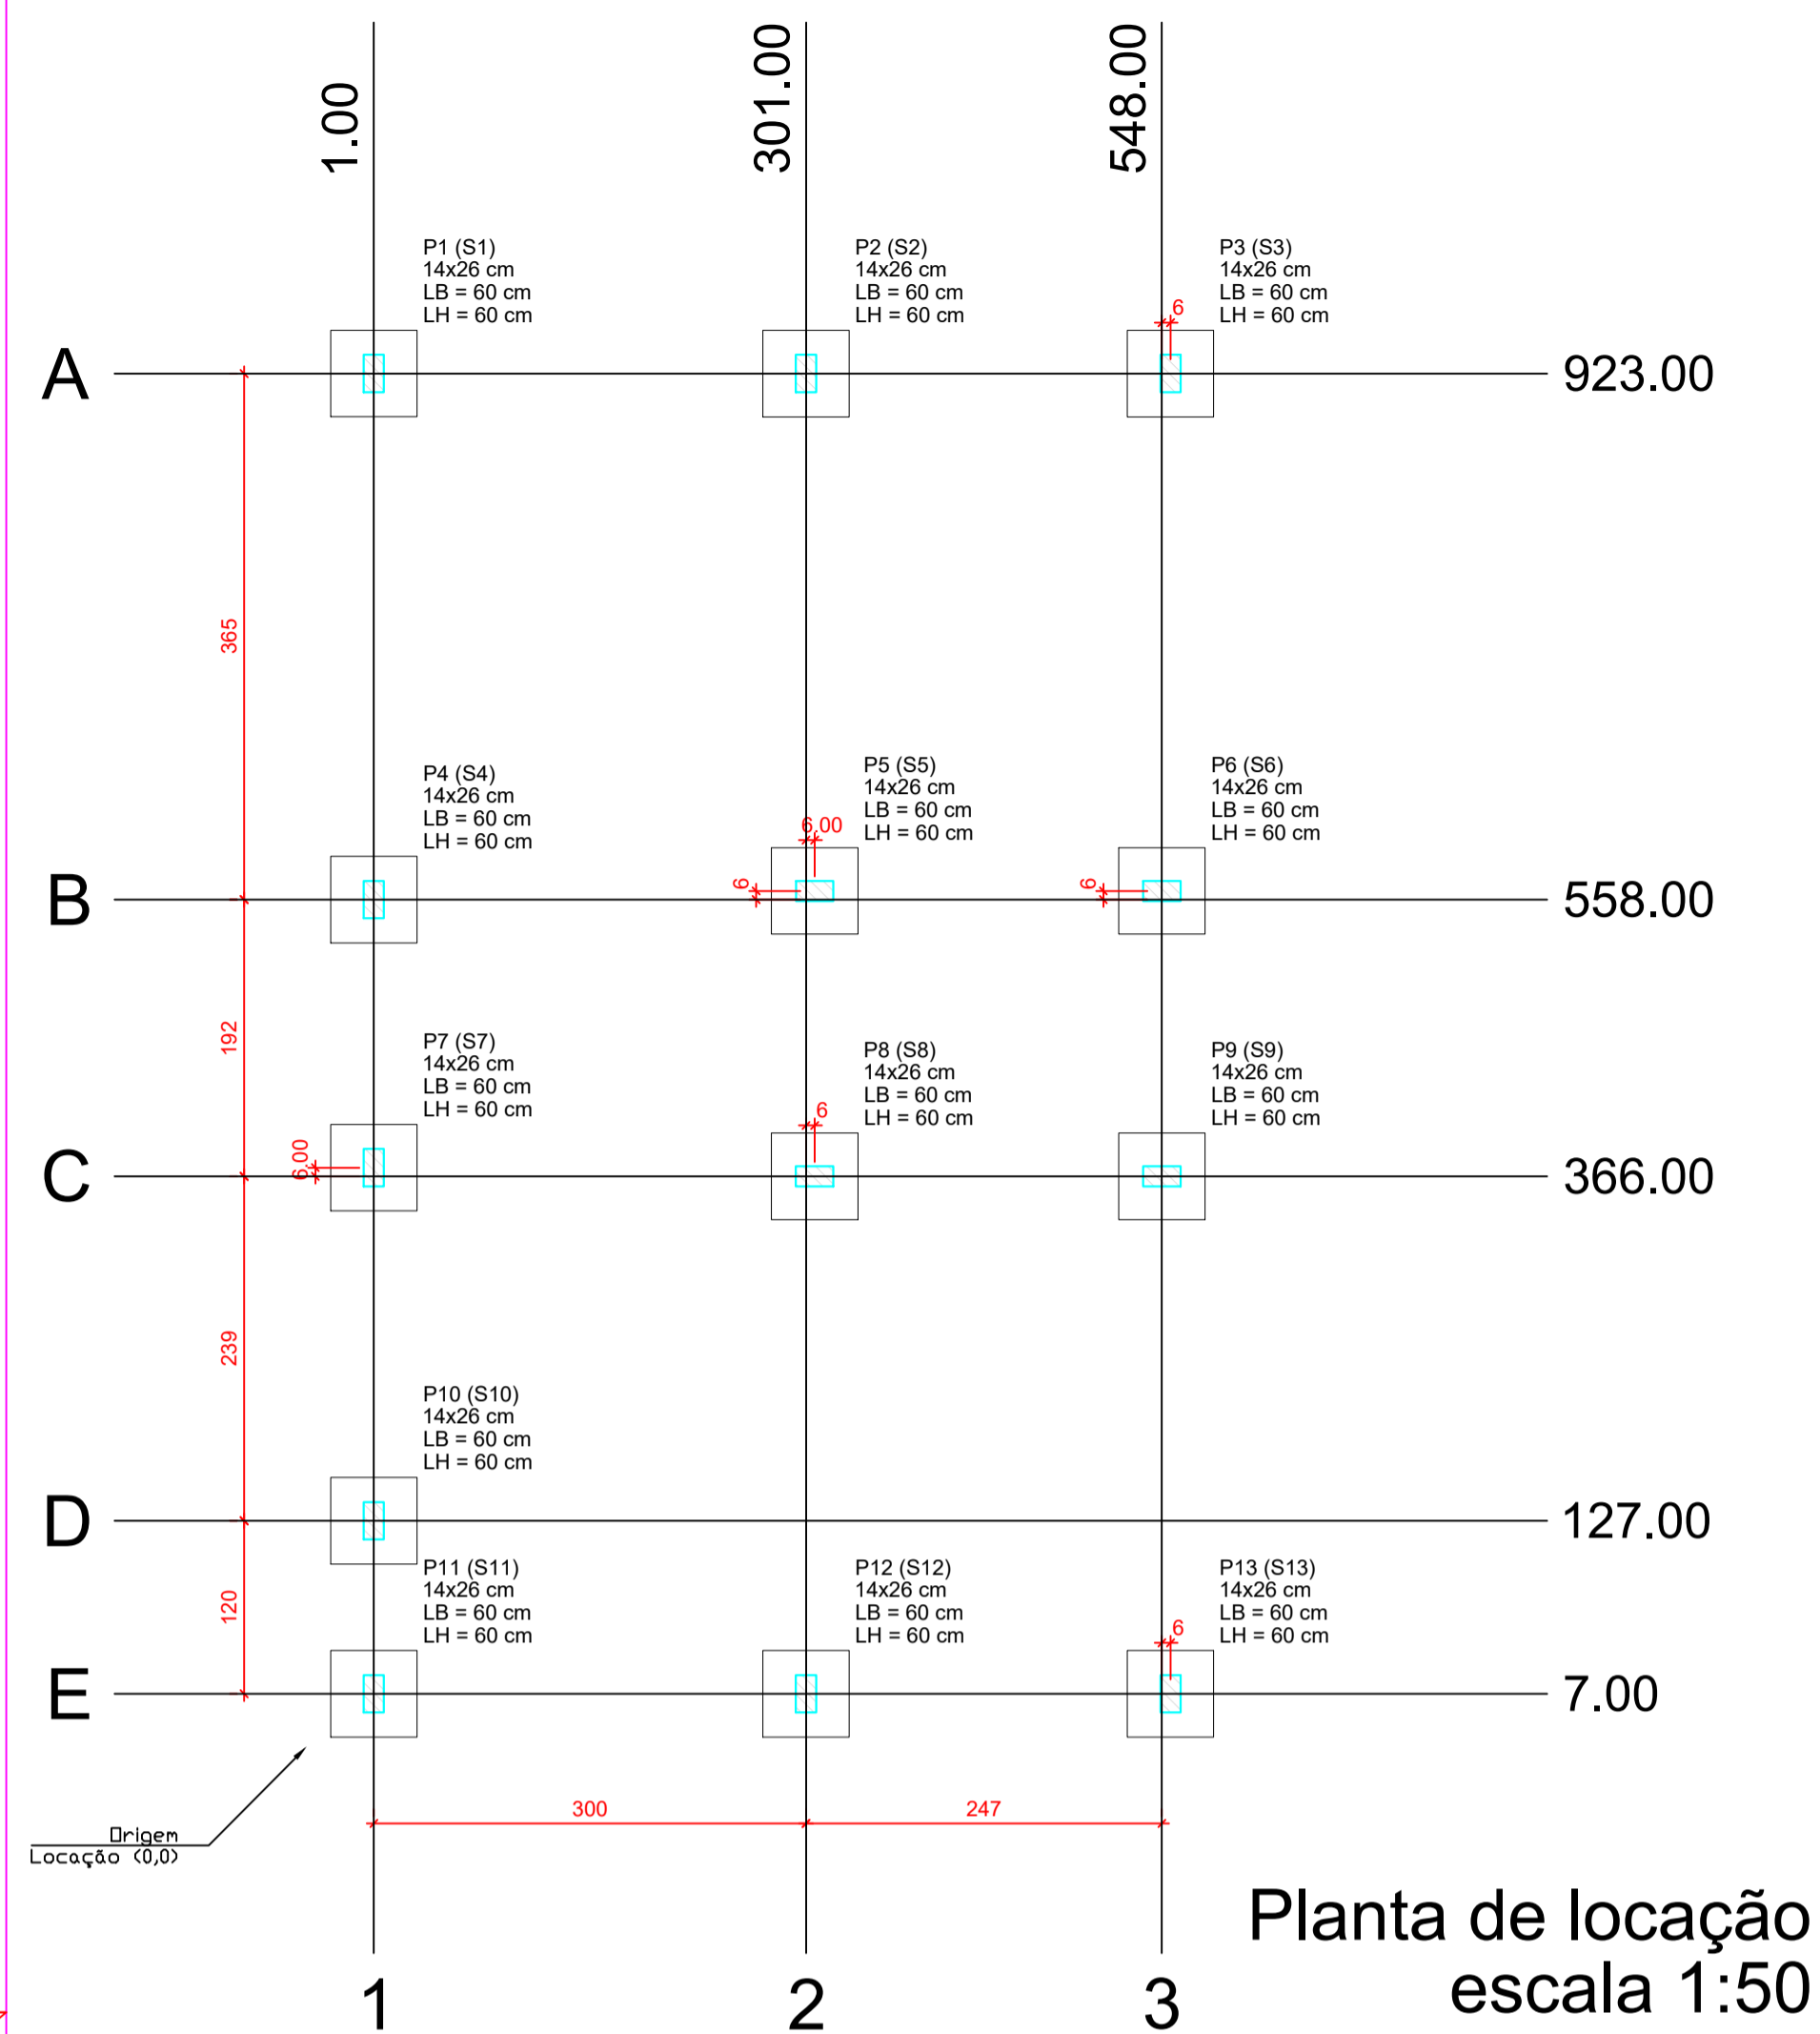 1.00
301.00
548.00
P1 (S1)
14x26 cm
LB = 60 cm
LH = 60 cm
P2 (S2)
14x26 cm
LB = 60 cm
LH = 60 cm
P3 (S3)
14x26 cm
LB = 60 cm
LH = 60 cm
6
A
923.00
365
P4 (S4)
14x26 cm
LB = 60 cm
LH = 60 cm
P5 (S5)
14x26 cm
LB = 60 cm
LH = 60 cm
6.00
6
P6 (S6)
14x26 cm
LB = 60 cm
LH = 60 cm
6
B
558.00
192
P7 (S7)
14x26 cm
LB = 60 cm
LH = 60 cm
6.00
P8 (S8)
14x26 cm
LB = 60 cm
LH = 60 cm
6
P9 (S9)
14x26 cm
LB = 60 cm
LH = 60 cm
C
366.00
239
P10 (S10)
14x26 cm
LB = 60 cm
LH = 60 cm
D
127.00
120
P11 (S11)
14x26 cm
LB = 60 cm
LH = 60 cm
P12 (S12)
14x26 cm
LB = 60 cm
LH = 60 cm
P13 (S13)
14x26 cm
LB = 60 cm
LH = 60 cm
6
E
7.00
300
247
Origem
Locação (0,0)
Planta de locação
escala 1:50
1
2
3